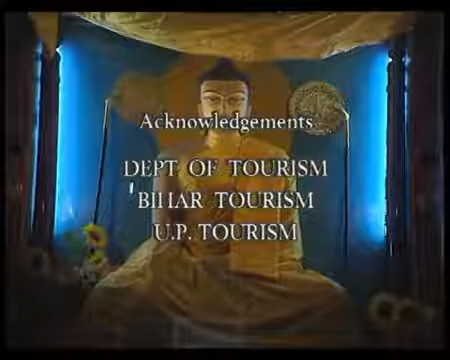 Acknowledgements
DEPT OF TOURISM
BIHAR TOURISM
U.P. TOURISM